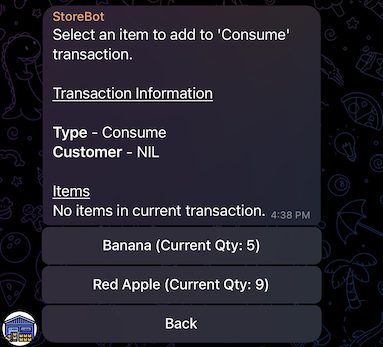 StoreBot
Select an item to add to 'Consume'
transaction.
Transaction Information
Type - Consume
Customer - NIL
Items
No items in current transaction. 4:38 PM
Banana (Current Qty: 5)
Red Apple (Current Qty: 9)
Back